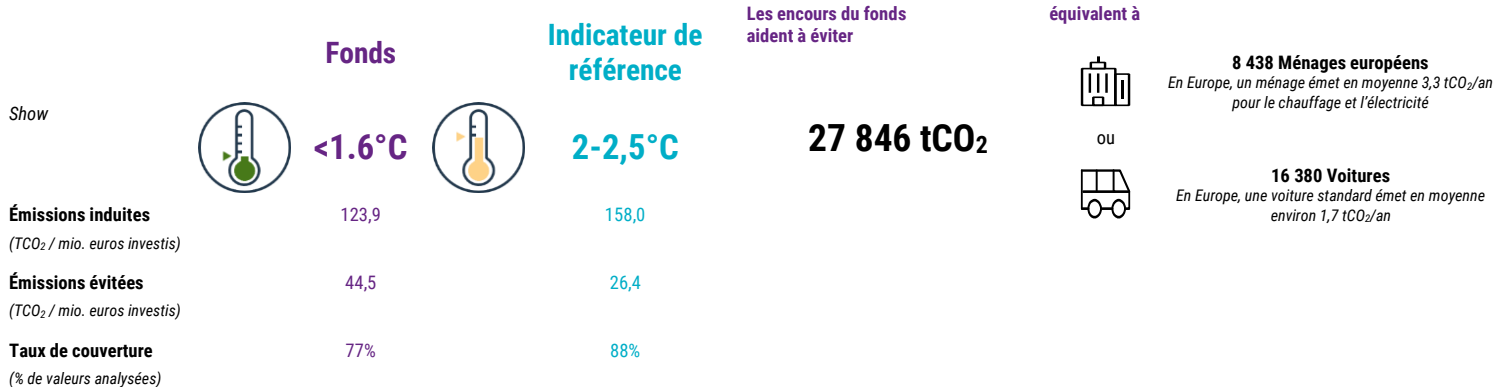 Fonds
Indicateur de
référence
Les encours du fonds
aident à éviter
équivalent à
Show
<1.6°C
2-2,5°C
27 846 tCO₂
8 438 Ménages européens
En Europe, un ménage émet en moyenne 3,3 tCO₂/an
pour le chauffage et l'électricité
ou
16 380 Voitures
En Europe, une voiture standard émet en moyenne
environ 1,7 tCO₂/an
Émissions induites 123,9 158,0
(TCO₂ / mio. euros investis)
Émissions évitées 44,5 26,4
(TCO₂ / mio. euros investis)
Taux de couverture 77% 88%
(% de valeurs analysées)